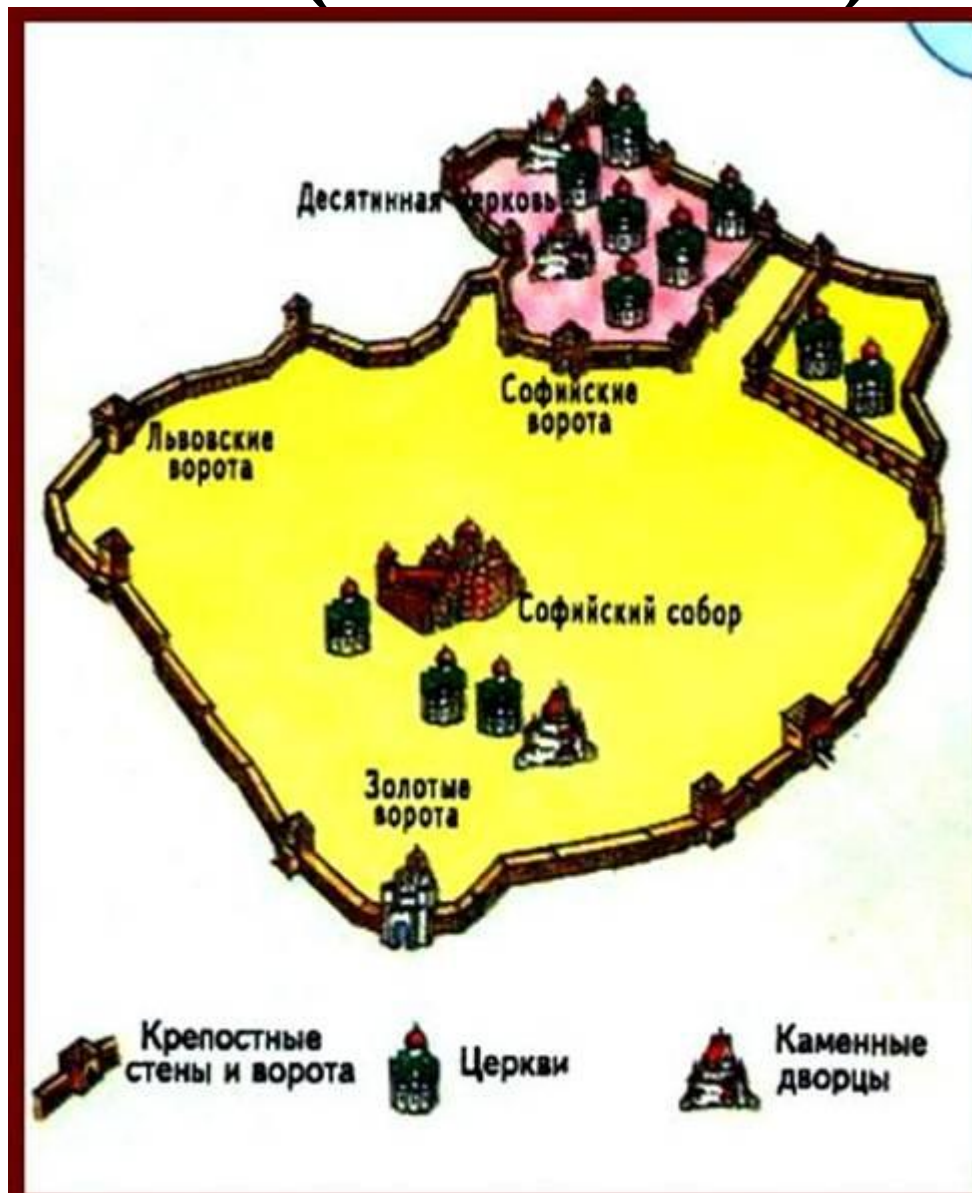 Десятинная церковь
Софийские
ворота
Львовские
ворота
Софийский собор
Золотые
ворота
Крепостные
стены и ворота
Церкви
Каменные
дворцы